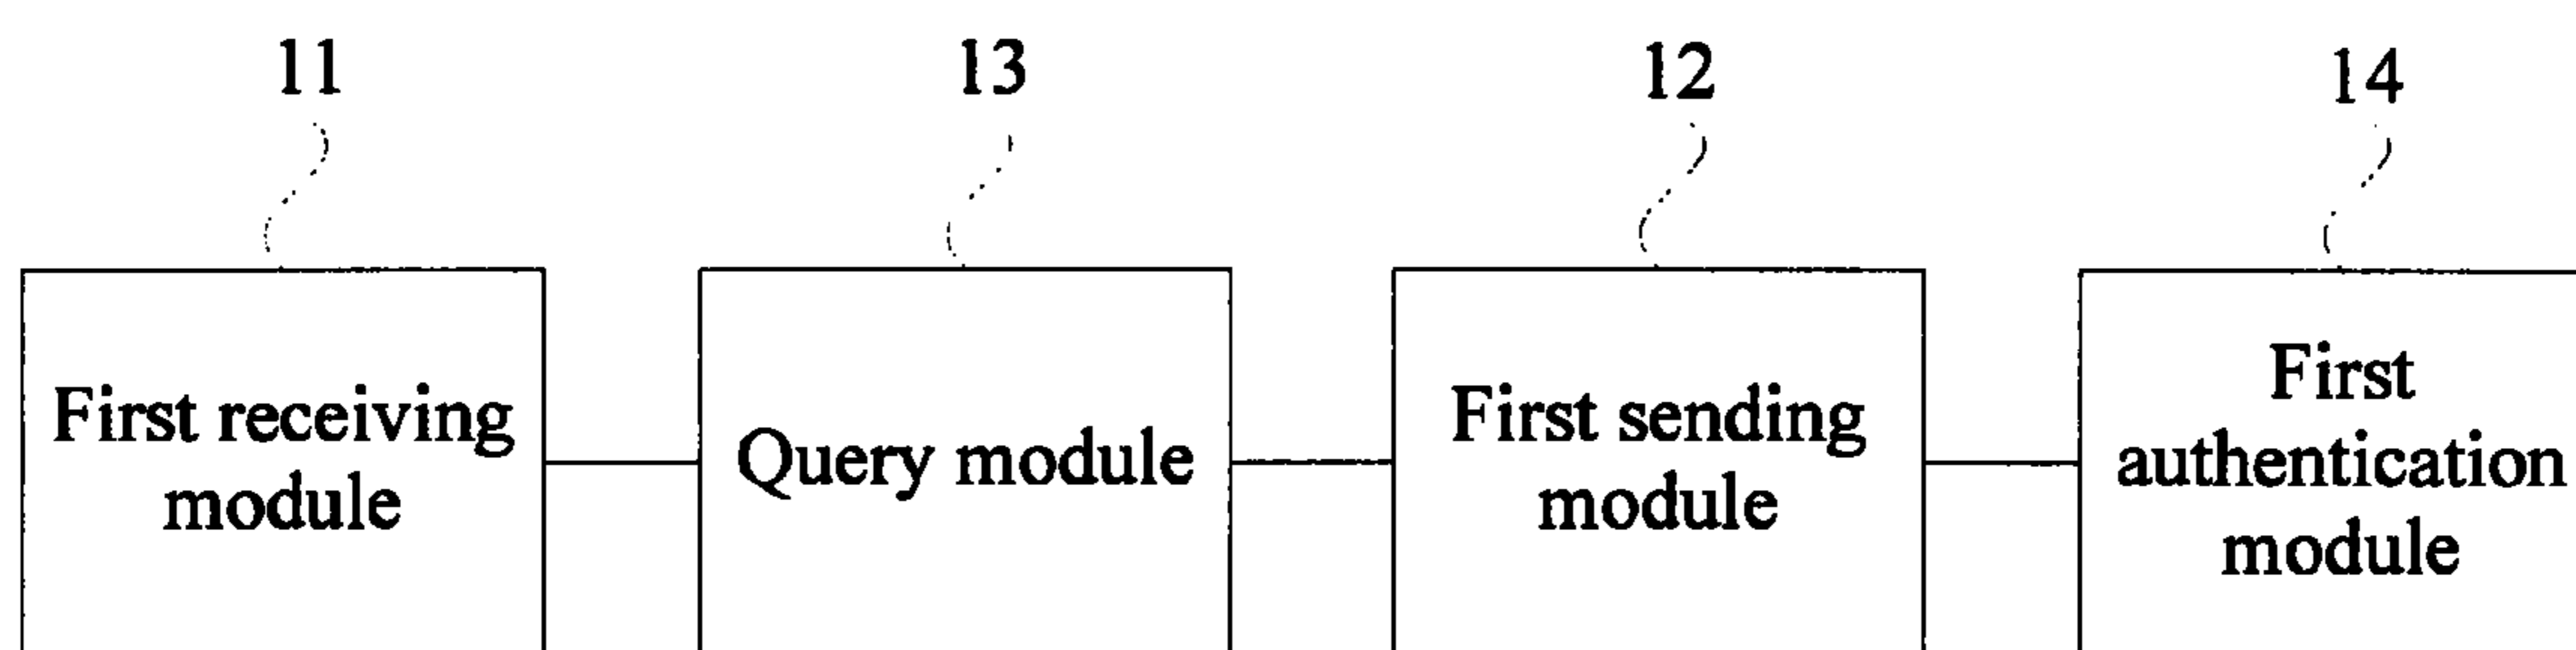 11
13
12
14
First receiving
module
Query module
First sending
module
First
authentication
module